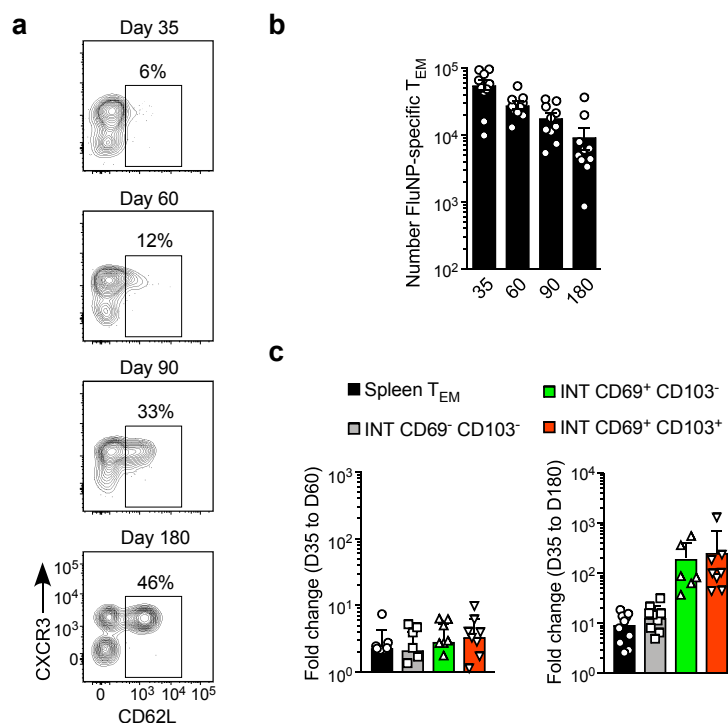 a
Day 35
6%
Day 60
12%
Day 90
33%
Day 180
46%
10⁵
10⁴
10³
0
CXCR3
0 10³ 10⁴ 10⁵
CD62L
b
Number FluNP-specific T_EM
10⁵
10⁴
10³
10²
35 60 90 180
c
Spleen T_EM
INT CD69⁻ CD103⁻
INT CD69⁺ CD103⁻
INT CD69⁺ CD103⁺
Fold change (D35 to D60)
10³
10²
10¹
10⁰
Fold change (D35 to D180)
10⁴
10³
10²
10¹
10⁰